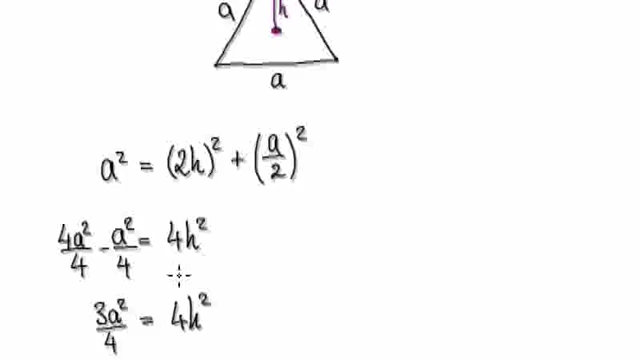 a h a
a
a² = (2h)² + (a/2)²
4a²/4 - a²/4 = 4h²
3a²/4 = 4h²